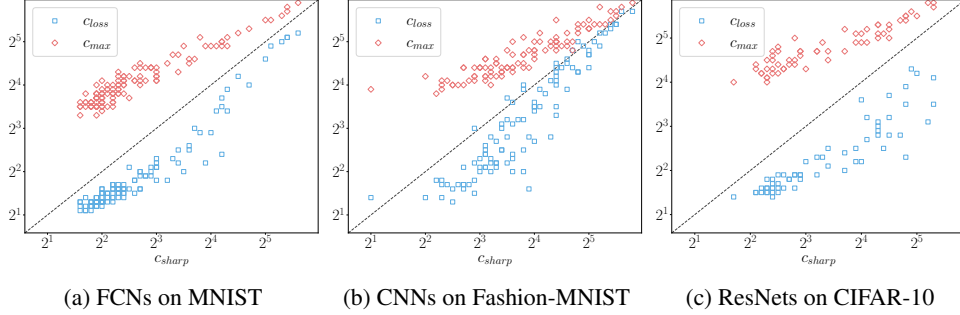 c_loss
c_max
2^5
2^4
2^3
2^2
2^1
2^1 2^2 2^3 2^4 2^5
c_sharp
(a) FCNs on MNIST
c_loss
c_max
2^5
2^4
2^3
2^2
2^1
2^1 2^2 2^3 2^4 2^5
c_sharp
(b) CNNs on Fashion-MNIST
c_loss
c_max
2^5
2^4
2^3
2^2
2^1
2^1 2^2 2^3 2^4 2^5
c_sharp
(c) ResNets on CIFAR-10